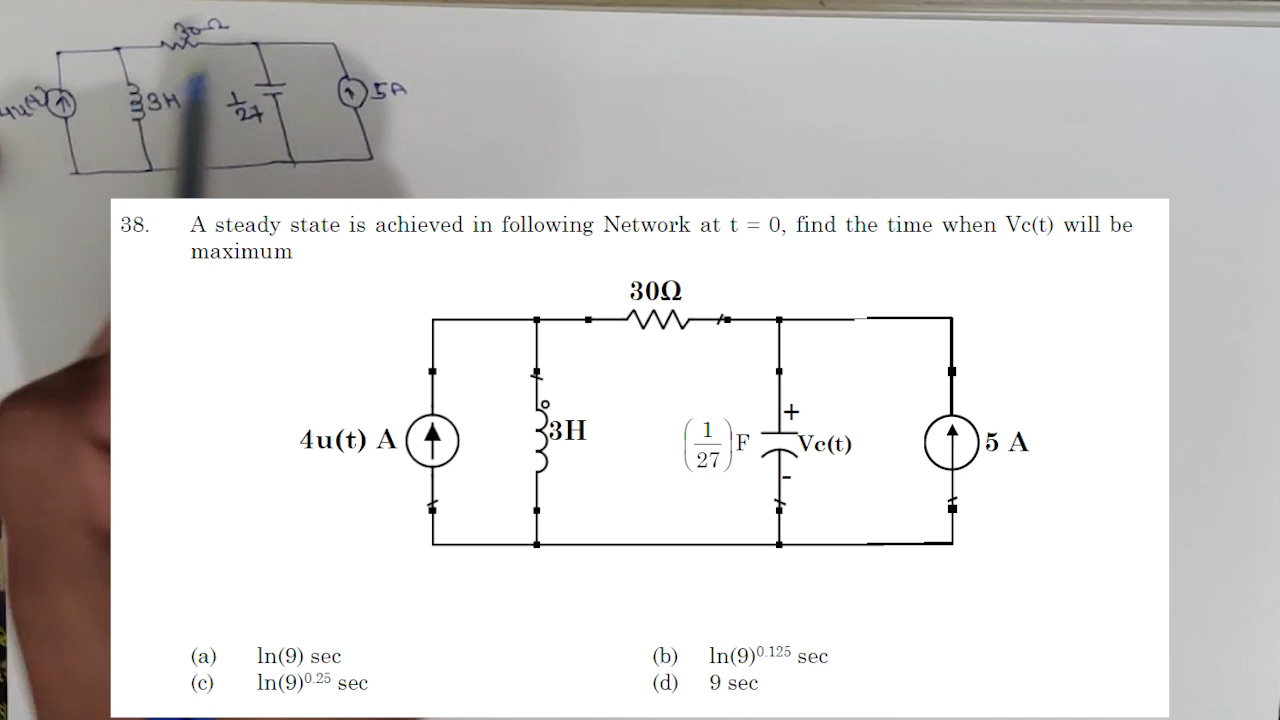 30Ω
4u(t)
3H
1/27
5A
38. A steady state is achieved in following Network at t = 0, find the time when Vc(t) will be
maximum
30Ω
4u(t) A
3H
(1/27)F
+
Vc(t)
-
5 A
(a) ln(9) sec
(b) ln(9)^0.125 sec
(c) ln(9)^0.25 sec
(d) 9 sec